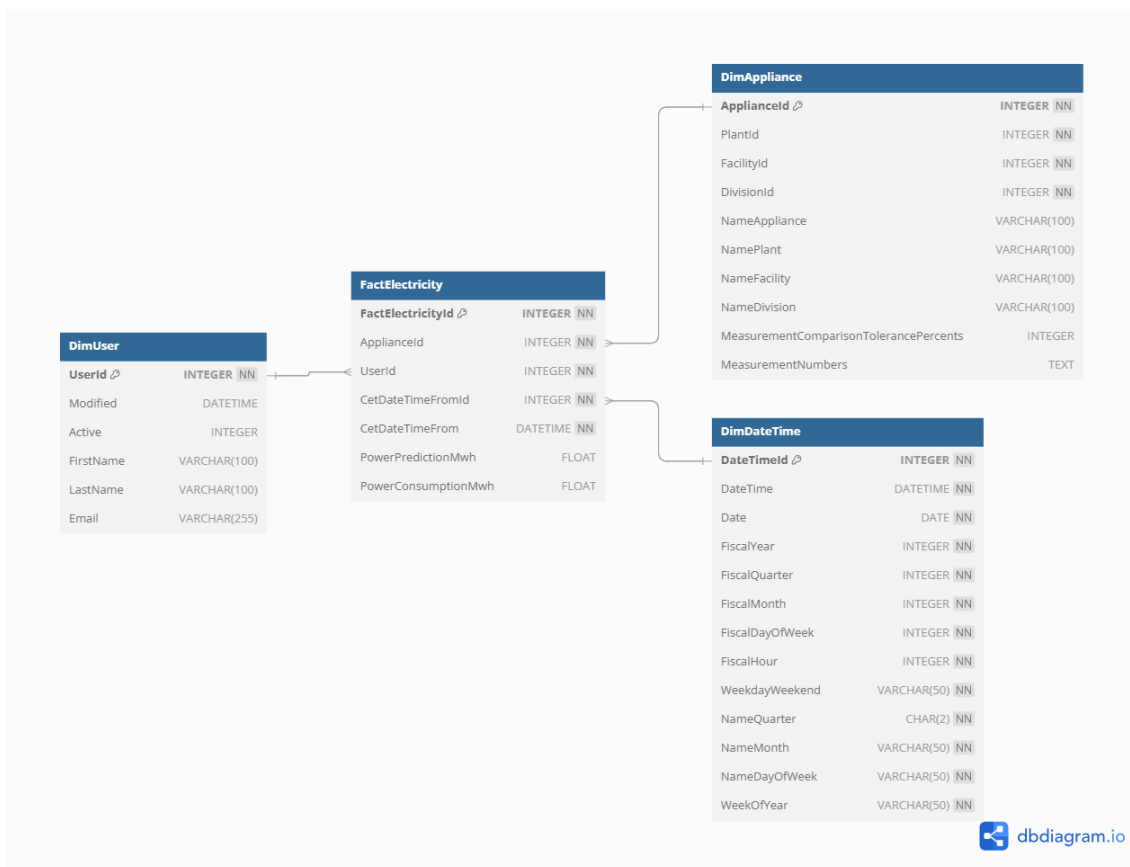 DimUser
UserId INTEGER NN
Modified DATETIME
Active INTEGER
FirstName VARCHAR(100)
LastName VARCHAR(100)
Email VARCHAR(255)
FactElectricity
FactElectricityId INTEGER NN
ApplianceId INTEGER NN
UserId INTEGER NN
CetDateTimeFromId INTEGER NN
CetDateTimeFrom DATETIME NN
PowerPredictionMwh FLOAT
PowerConsumptionMwh FLOAT
DimAppliance
ApplianceId INTEGER NN
PlantId INTEGER NN
FacilityId INTEGER NN
DivisionId INTEGER NN
NameAppliance VARCHAR(100)
NamePlant VARCHAR(100)
NameFacility VARCHAR(100)
NameDivision VARCHAR(100)
MeasurementComparisonTolerancePercents INTEGER
MeasurementNumbers TEXT
DimDateTime
DateTimeId INTEGER NN
DateTime DATETIME NN
Date DATE NN
FiscalYear INTEGER NN
FiscalQuarter INTEGER NN
FiscalMonth INTEGER NN
FiscalDayOfWeek INTEGER NN
FiscalHour INTEGER NN
WeekdayWeekend VARCHAR(50) NN
NameQuarter CHAR(2) NN
NameMonth VARCHAR(50) NN
NameDayOfWeek VARCHAR(50) NN
WeekOfYear VARCHAR(50) NN
dbdiagram.io